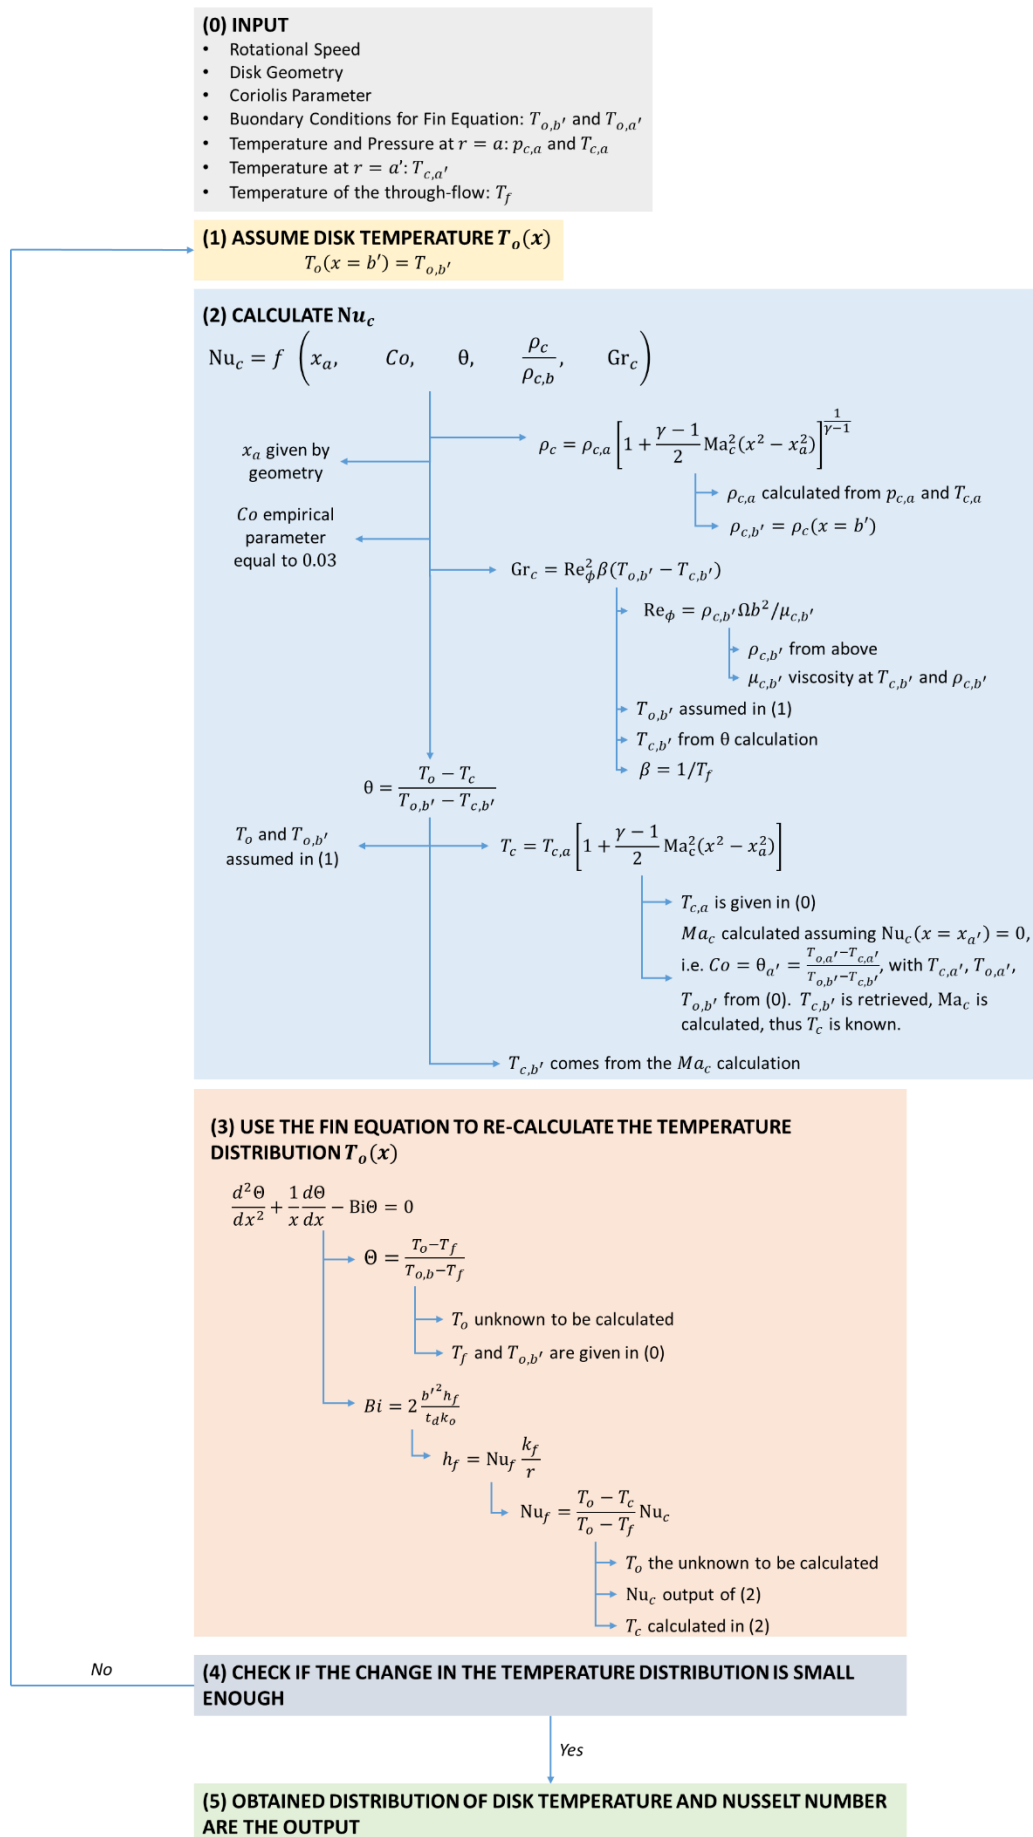 (0) INPUT
• Rotational Speed
• Disk Geometry
• Coriolis Parameter
• Buondary Conditions for Fin Equation: T_{o,b′} and T_{o,a′}
• Temperature and Pressure at r = a: p_{c,a} and T_{c,a}
• Temperature at r = a’: T_{c,a′}
• Temperature of the through-flow: T_f
(1) ASSUME DISK TEMPERATURE T_o(x)
T_o(x = b′) = T_{o,b′}
(2) CALCULATE Nu_c
Nu_c = f (x_a, Co, θ, ρ_c/ρ_{c,b}, Gr_c)
ρ_c = ρ_{c,a} [1 + (γ − 1)/2 Ma_c^2(x^2 − x_a^2)]^{1/(γ−1)}
x_a given by
geometry
ρ_{c,a} calculated from p_{c,a} and T_{c,a}
ρ_{c,b′} = ρ_c(x = b′)
Co empirical
parameter
equal to 0.03
Gr_c = Re_ϕ^2 β(T_{o,b′} − T_{c,b′})
Re_ϕ = ρ_{c,b′}Ωb^2/μ_{c,b′}
ρ_{c,b′} from above
μ_{c,b′} viscosity at T_{c,b′} and ρ_{c,b′}
T_{o,b′} assumed in (1)
T_{c,b′} from θ calculation
β = 1/T_f
θ = (T_o − T_c)/(T_{o,b′} − T_{c,b′})
T_o and T_{o,b′}
assumed in (1)
T_c = T_{c,a} [1 + (γ − 1)/2 Ma_c^2(x^2 − x_a^2)]
T_{c,a} is given in (0)
Ma_c calculated assuming Nu_c(x = x_{a′}) = 0,
i.e. Co = θ_{a′} = (T_{o,a′}−T_{c,a′})/(T_{o,b′}−T_{c,b′}), with T_{c,a′}, T_{o,a′},
T_{o,b′} from (0). T_{c,b′} is retrieved, Ma_c is
calculated, thus T_c is known.
T_{c,b′} comes from the Ma_c calculation
(3) USE THE FIN EQUATION TO RE-CALCULATE THE TEMPERATURE
DISTRIBUTION T_o(x)
d^2Θ/dx^2 + 1/x dΘ/dx − BiΘ = 0
Θ = (T_o−T_f)/(T_{o,b}−T_f)
T_o unknown to be calculated
T_f and T_{o,b′} are given in (0)
Bi = 2 b′^2 h_f/(t_d k_o)
h_f = Nu_f k_f/r
Nu_f = (T_o − T_c)/(T_o − T_f) Nu_c
T_o the unknown to be calculated
Nu_c output of (2)
T_c calculated in (2)
No
(4) CHECK IF THE CHANGE IN THE TEMPERATURE DISTRIBUTION IS SMALL
ENOUGH
Yes
(5) OBTAINED DISTRIBUTION OF DISK TEMPERATURE AND NUSSELT NUMBER
ARE THE OUTPUT